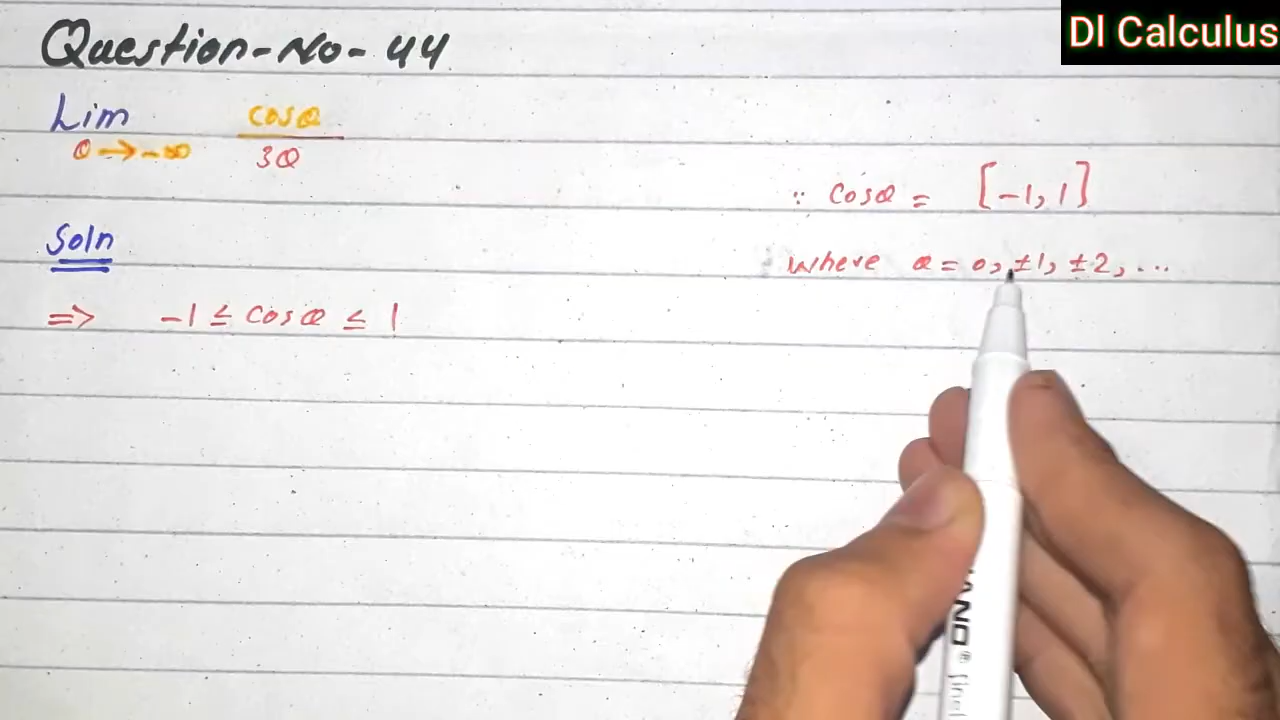 Question-No-44
DI Calculus
Lim cosθ
θ→-∞ 3θ
∵ cosθ = [-1, 1]
Soln
where θ = 0, ±1, ±2, ...
=> -1 ≤ cosθ ≤ 1